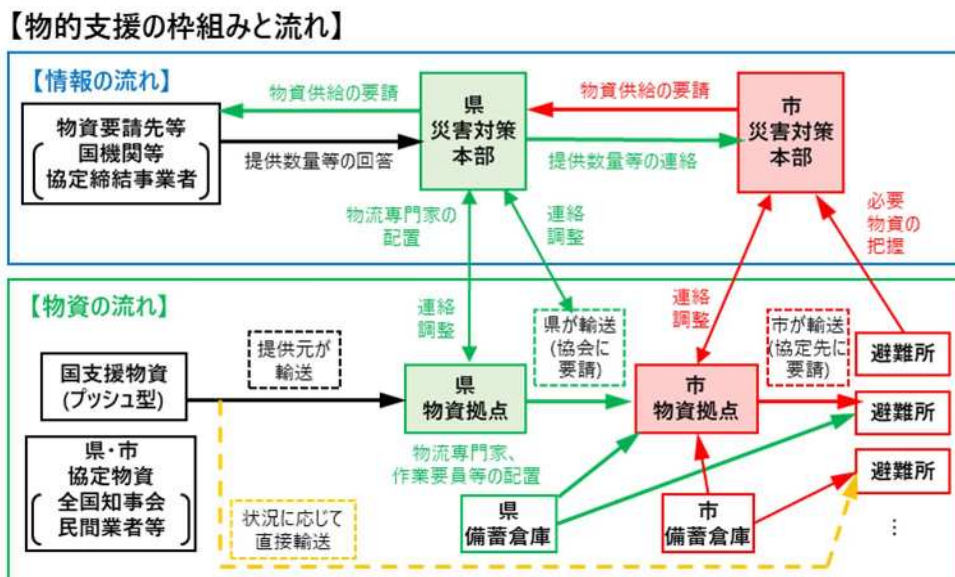 【物的支援の枠組みと流れ】
【情報の流れ】
物資要請先等
国機関等
協定締結事業者
物資供給の要請
提供数量等の回答
県
災害対策
本部
物資供給の要請
提供数量等の連絡
市
災害対策
本部
物流専門家の
配置
連絡
調整
必要
物資の
把握
【物資の流れ】
連絡
調整
連絡
調整
国支援物資
(プッシュ型)
提供元が
輸送
県
物資拠点
県が輸送
(協会に
要請)
市
物資拠点
市が輸送
(協定先に
要請)
避難所
避難所
避難所
⋮
県・市
協定物資
全国知事会
民間業者等
状況に応じて
直接輸送
物流専門家、
作業要員等の配置
県
備蓄倉庫
市
備蓄倉庫